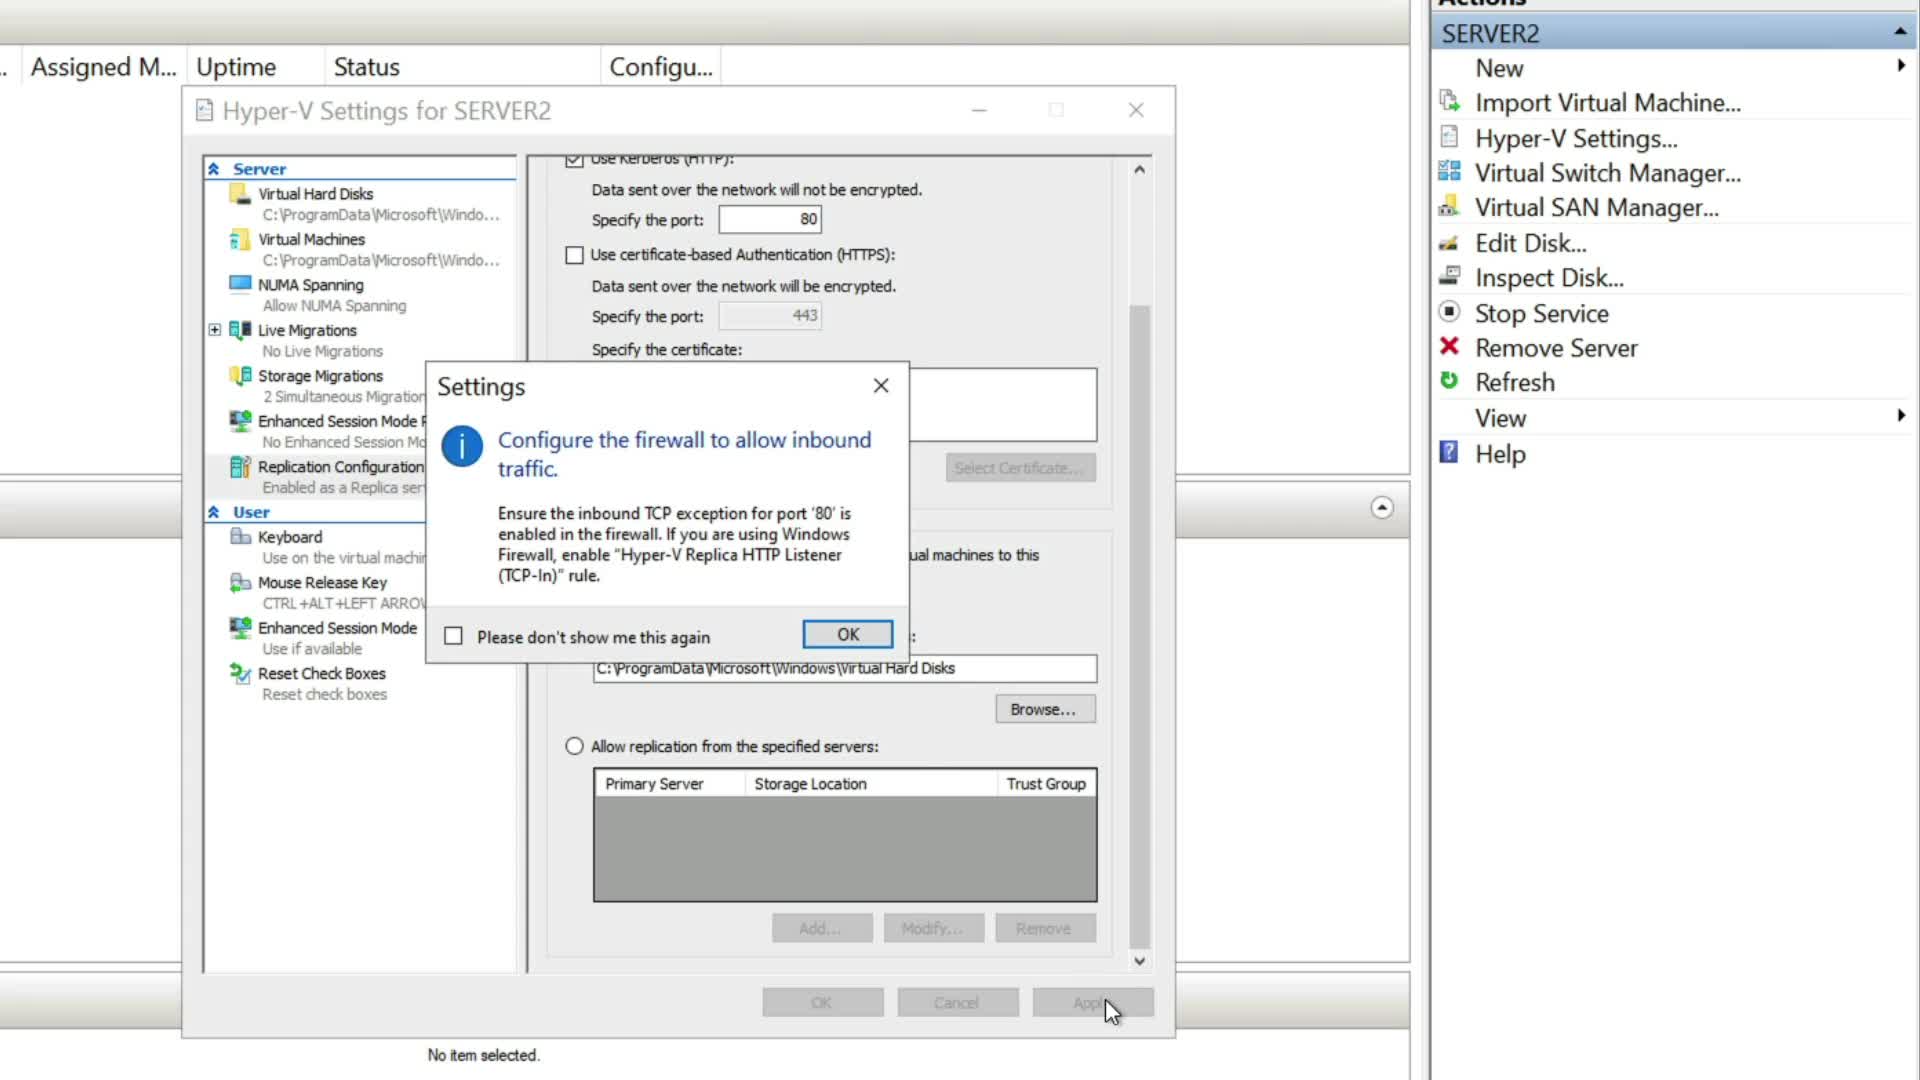 Actions
SERVER2
New
Import Virtual Machine...
Hyper-V Settings...
Virtual Switch Manager...
Virtual SAN Manager...
Edit Disk...
Inspect Disk...
Stop Service
Remove Server
Refresh
View
Help
.. Assigned M... Uptime Status Configu...
Hyper-V Settings for SERVER2
Server
Virtual Hard Disks
C:\ProgramData\Microsoft\Windo...
Virtual Machines
C:\ProgramData\Microsoft\Windo...
NUMA Spanning
Allow NUMA Spanning
Live Migrations
No Live Migrations
Storage Migrations
2 Simultaneous Migration
Enhanced Session Mode P
No Enhanced Session Mo
Replication Configuration
Enabled as a Replica ser
User
Keyboard
Use on the virtual machin
Mouse Release Key
CTRL+ALT+LEFT ARROW
Enhanced Session Mode
Use if available
Reset Check Boxes
Reset check boxes
Use Kerberos (HTTP):
Data sent over the network will not be encrypted.
Specify the port: 80
Use certificate-based Authentication (HTTPS):
Data sent over the network will be encrypted.
Specify the port: 443
Specify the certificate:
Select Certificate...
ual machines to this
s:
C:\ProgramData\Microsoft\Windows\Virtual Hard Disks
Browse...
Allow replication from the specified servers:
Primary Server Storage Location Trust Group
Add... Modify... Remove
OK Cancel Apply
Settings
Configure the firewall to allow inbound
traffic.
Ensure the inbound TCP exception for port '80' is
enabled in the firewall. If you are using Windows
Firewall, enable "Hyper-V Replica HTTP Listener
(TCP-In)" rule.
Please don't show me this again
OK
No item selected.